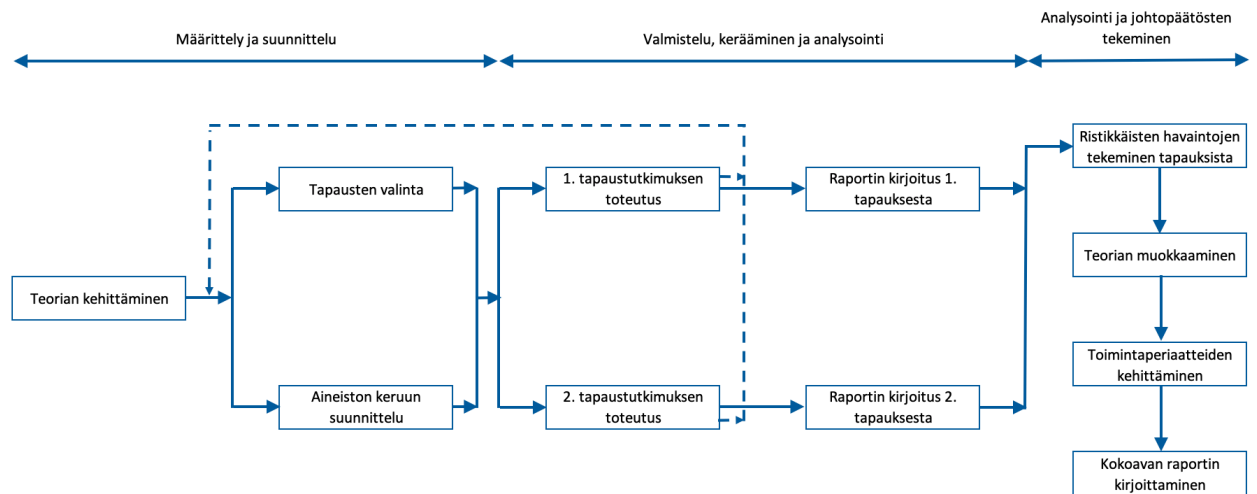 Määrittely ja suunnittelu
Valmistelu, kerääminen ja analysointi
Analysointi ja johtopäätösten
tekeminen
Teorian kehittäminen
Tapausten valinta
Aineiston keruun
suunnittelu
1. tapaustutkimuksen
toteutus
2. tapaustutkimuksen
toteutus
Raportin kirjoitus 1.
tapauksesta
Raportin kirjoitus 2.
tapauksesta
Ristikkäisten havaintojen
tekeminen tapauksista
Teorian muokkaaminen
Toimintaperiaatteiden
kehittäminen
Kokoavan raportin
kirjoittaminen